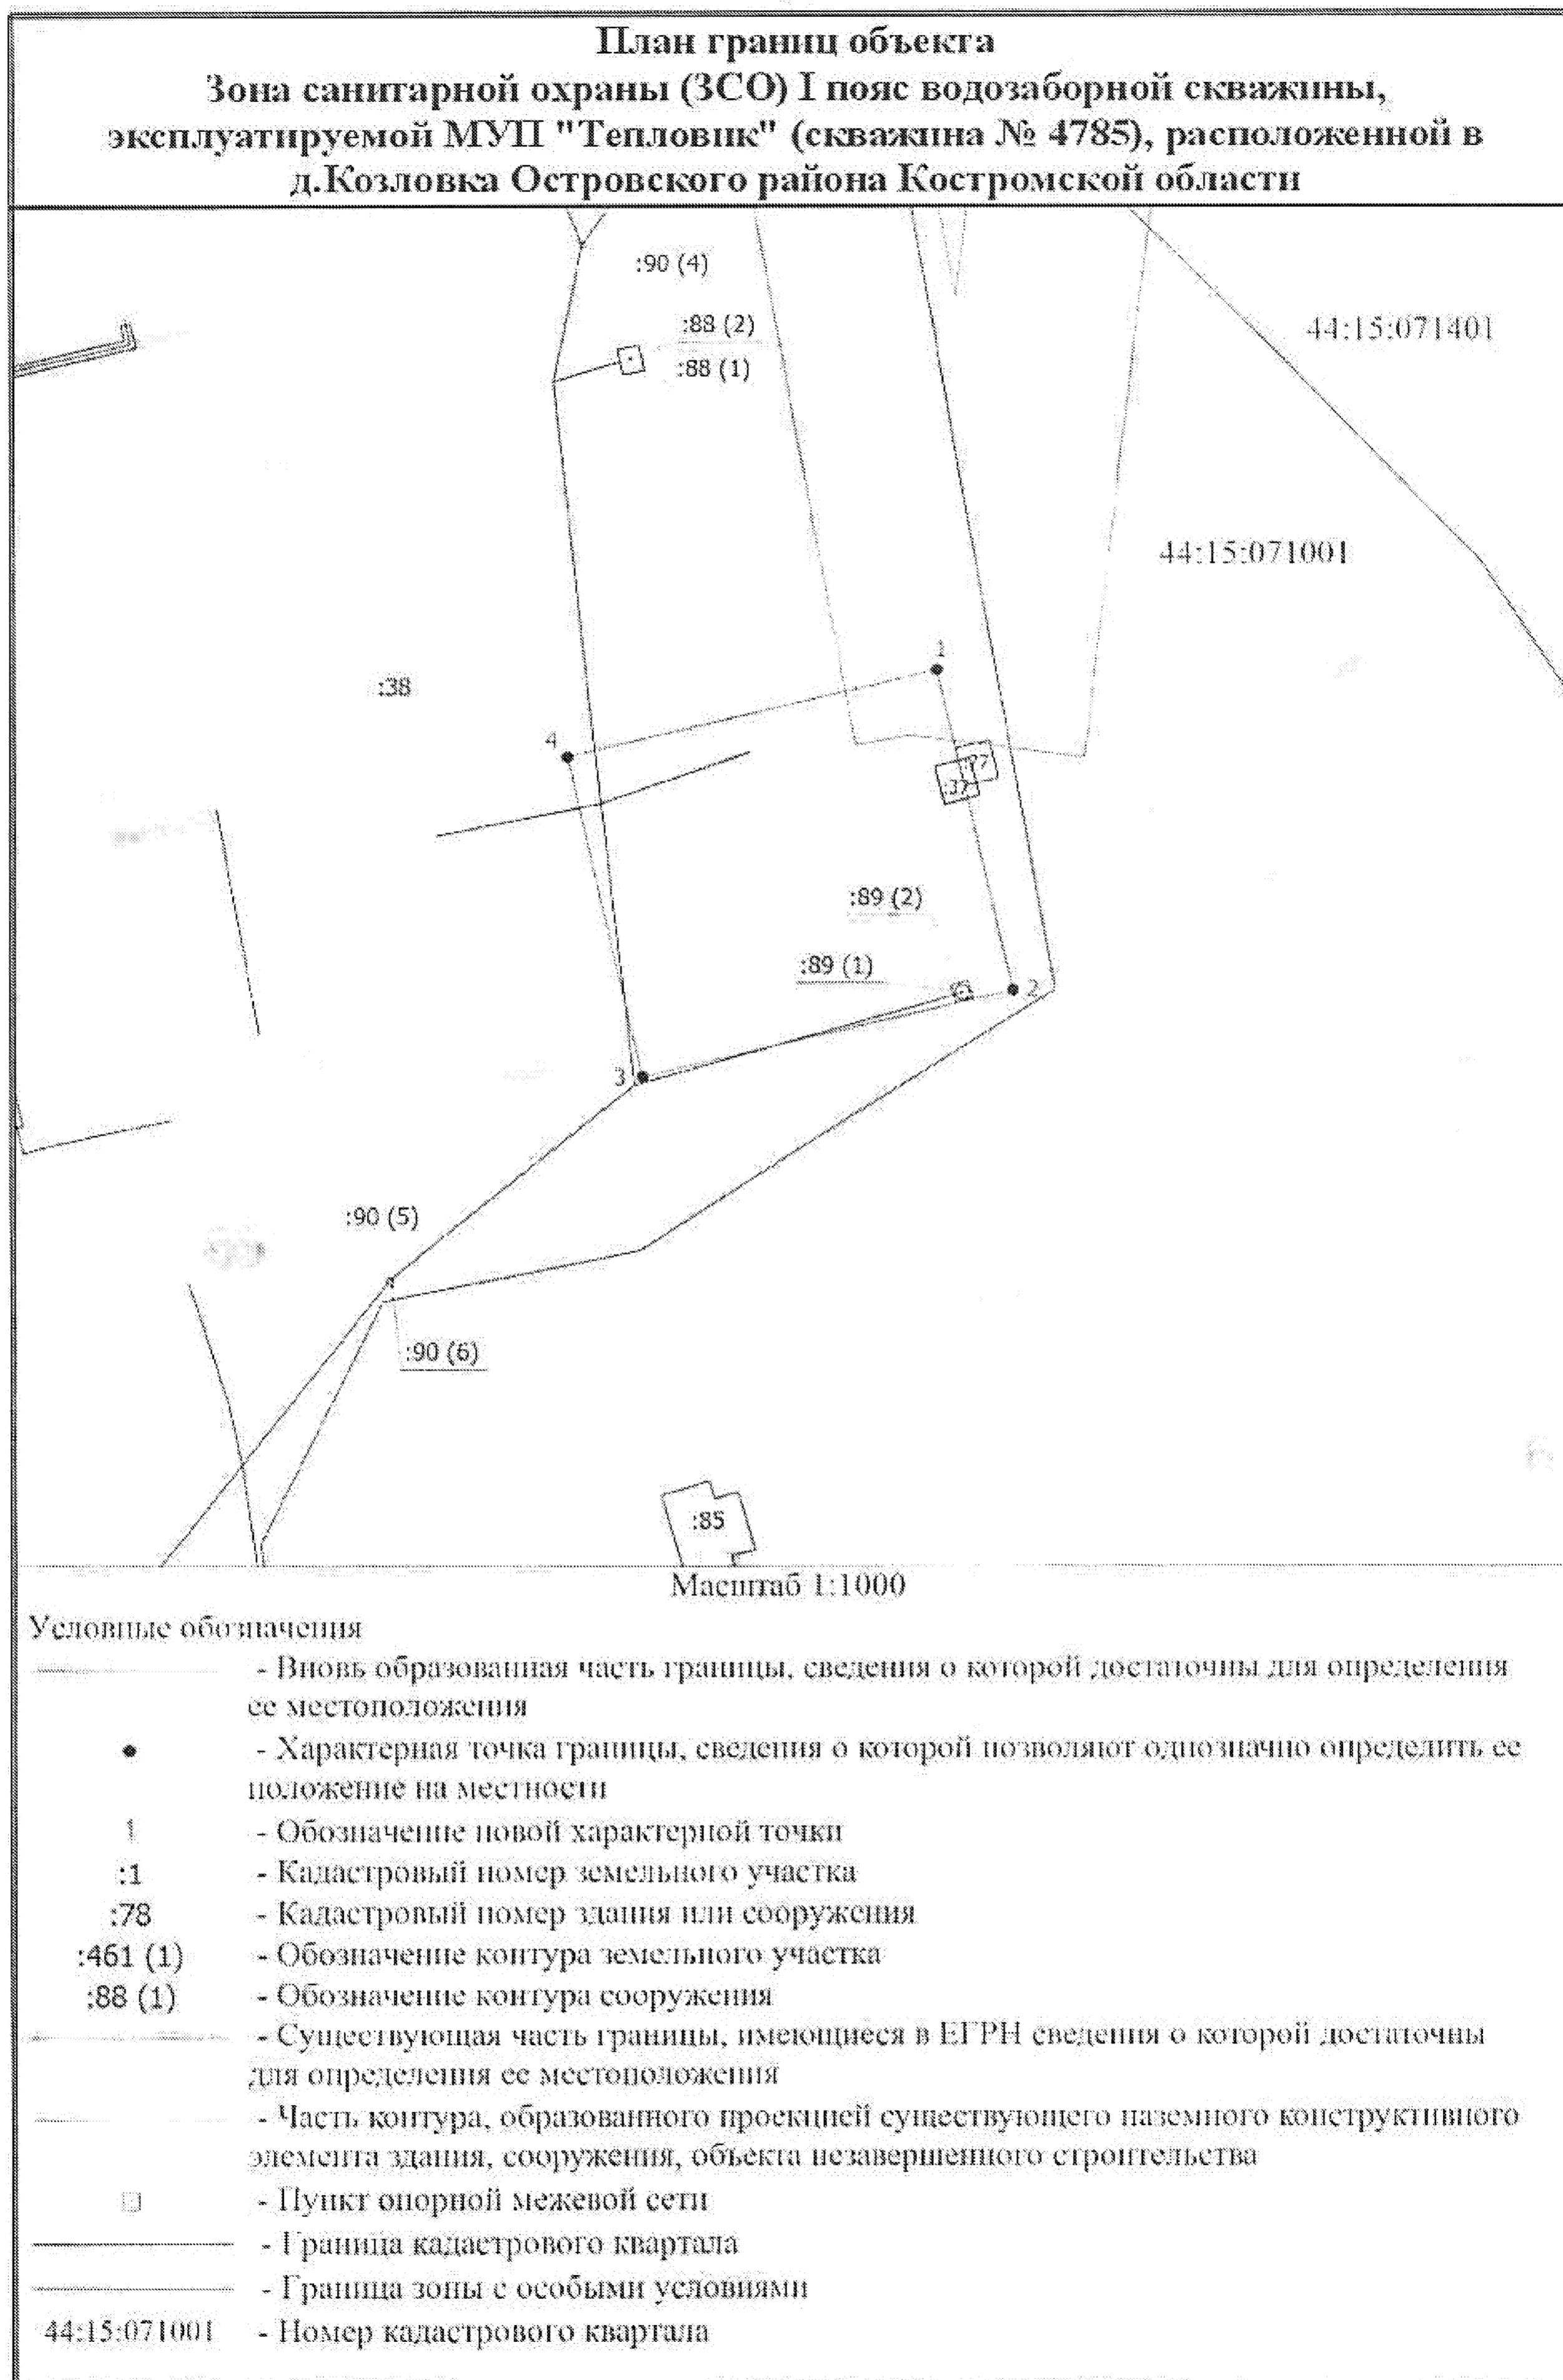 План границ объекта
Зона санитарной охраны (ЗСО) I пояс водозаборной скважины,
эксплуатируемой МУП "Тепловик" (скважина № 4785), расположенной в
д.Козловка Островского района Костромской области
:90 (4)
:88 (2)
:88 (1)
44:15:071401
44:15:071001
1
:38
4
:37
:89 (2)
:89 (1)
2
3
:90 (5)
:90 (6)
:85
Масштаб 1:1000
Условные обозначения
- Вновь образованная часть границы, сведения о которой достаточны для определения
ее местоположения
- Характерная точка границы, сведения о которой позволяют однозначно определить ее
положение на местности
1 - Обозначение новой характерной точки
:1 - Кадастровый номер земельного участка
:78 - Кадастровый номер здания или сооружения
:461 (1) - Обозначение контура земельного участка
:88 (1) - Обозначение контура сооружения
- Существующая часть границы, имеющиеся в ЕГРН сведения о которой достаточны
для определения ее местоположения
- Часть контура, образованного проекцией существующего наземного конструктивного
элемента здания, сооружения, объекта незавершенного строительства
- Пункт опорной межевой сети
- Граница кадастрового квартала
- Граница зоны с особыми условиями
44:15:071001 - Номер кадастрового квартала